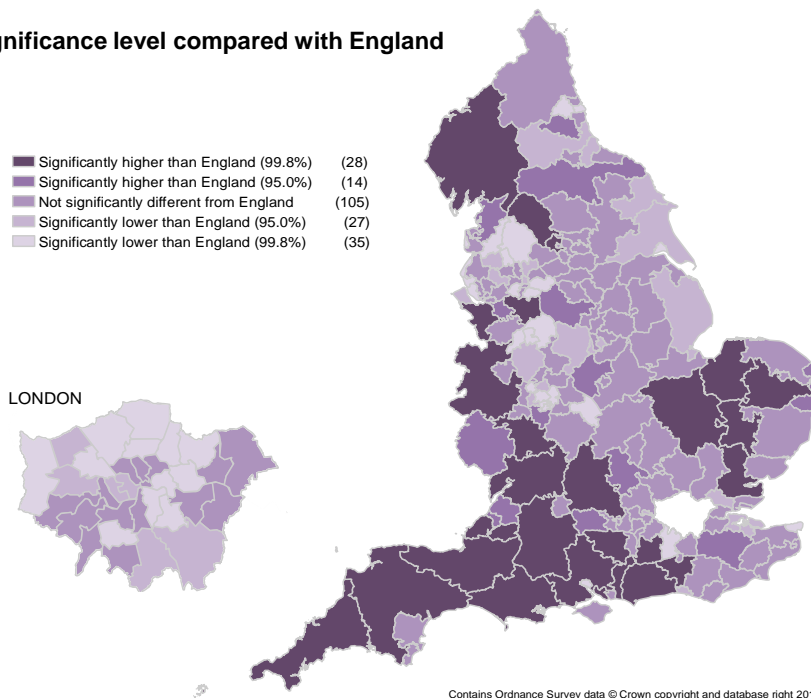 gnificance level compared with England
Significantly higher than England (99.8%) (28)
Significantly higher than England (95.0%) (14)
Not significantly different from England (105)
Significantly lower than England (95.0%) (27)
Significantly lower than England (99.8%) (35)
LONDON
Contains Ordnance Survey data © Crown copyright and database right 201